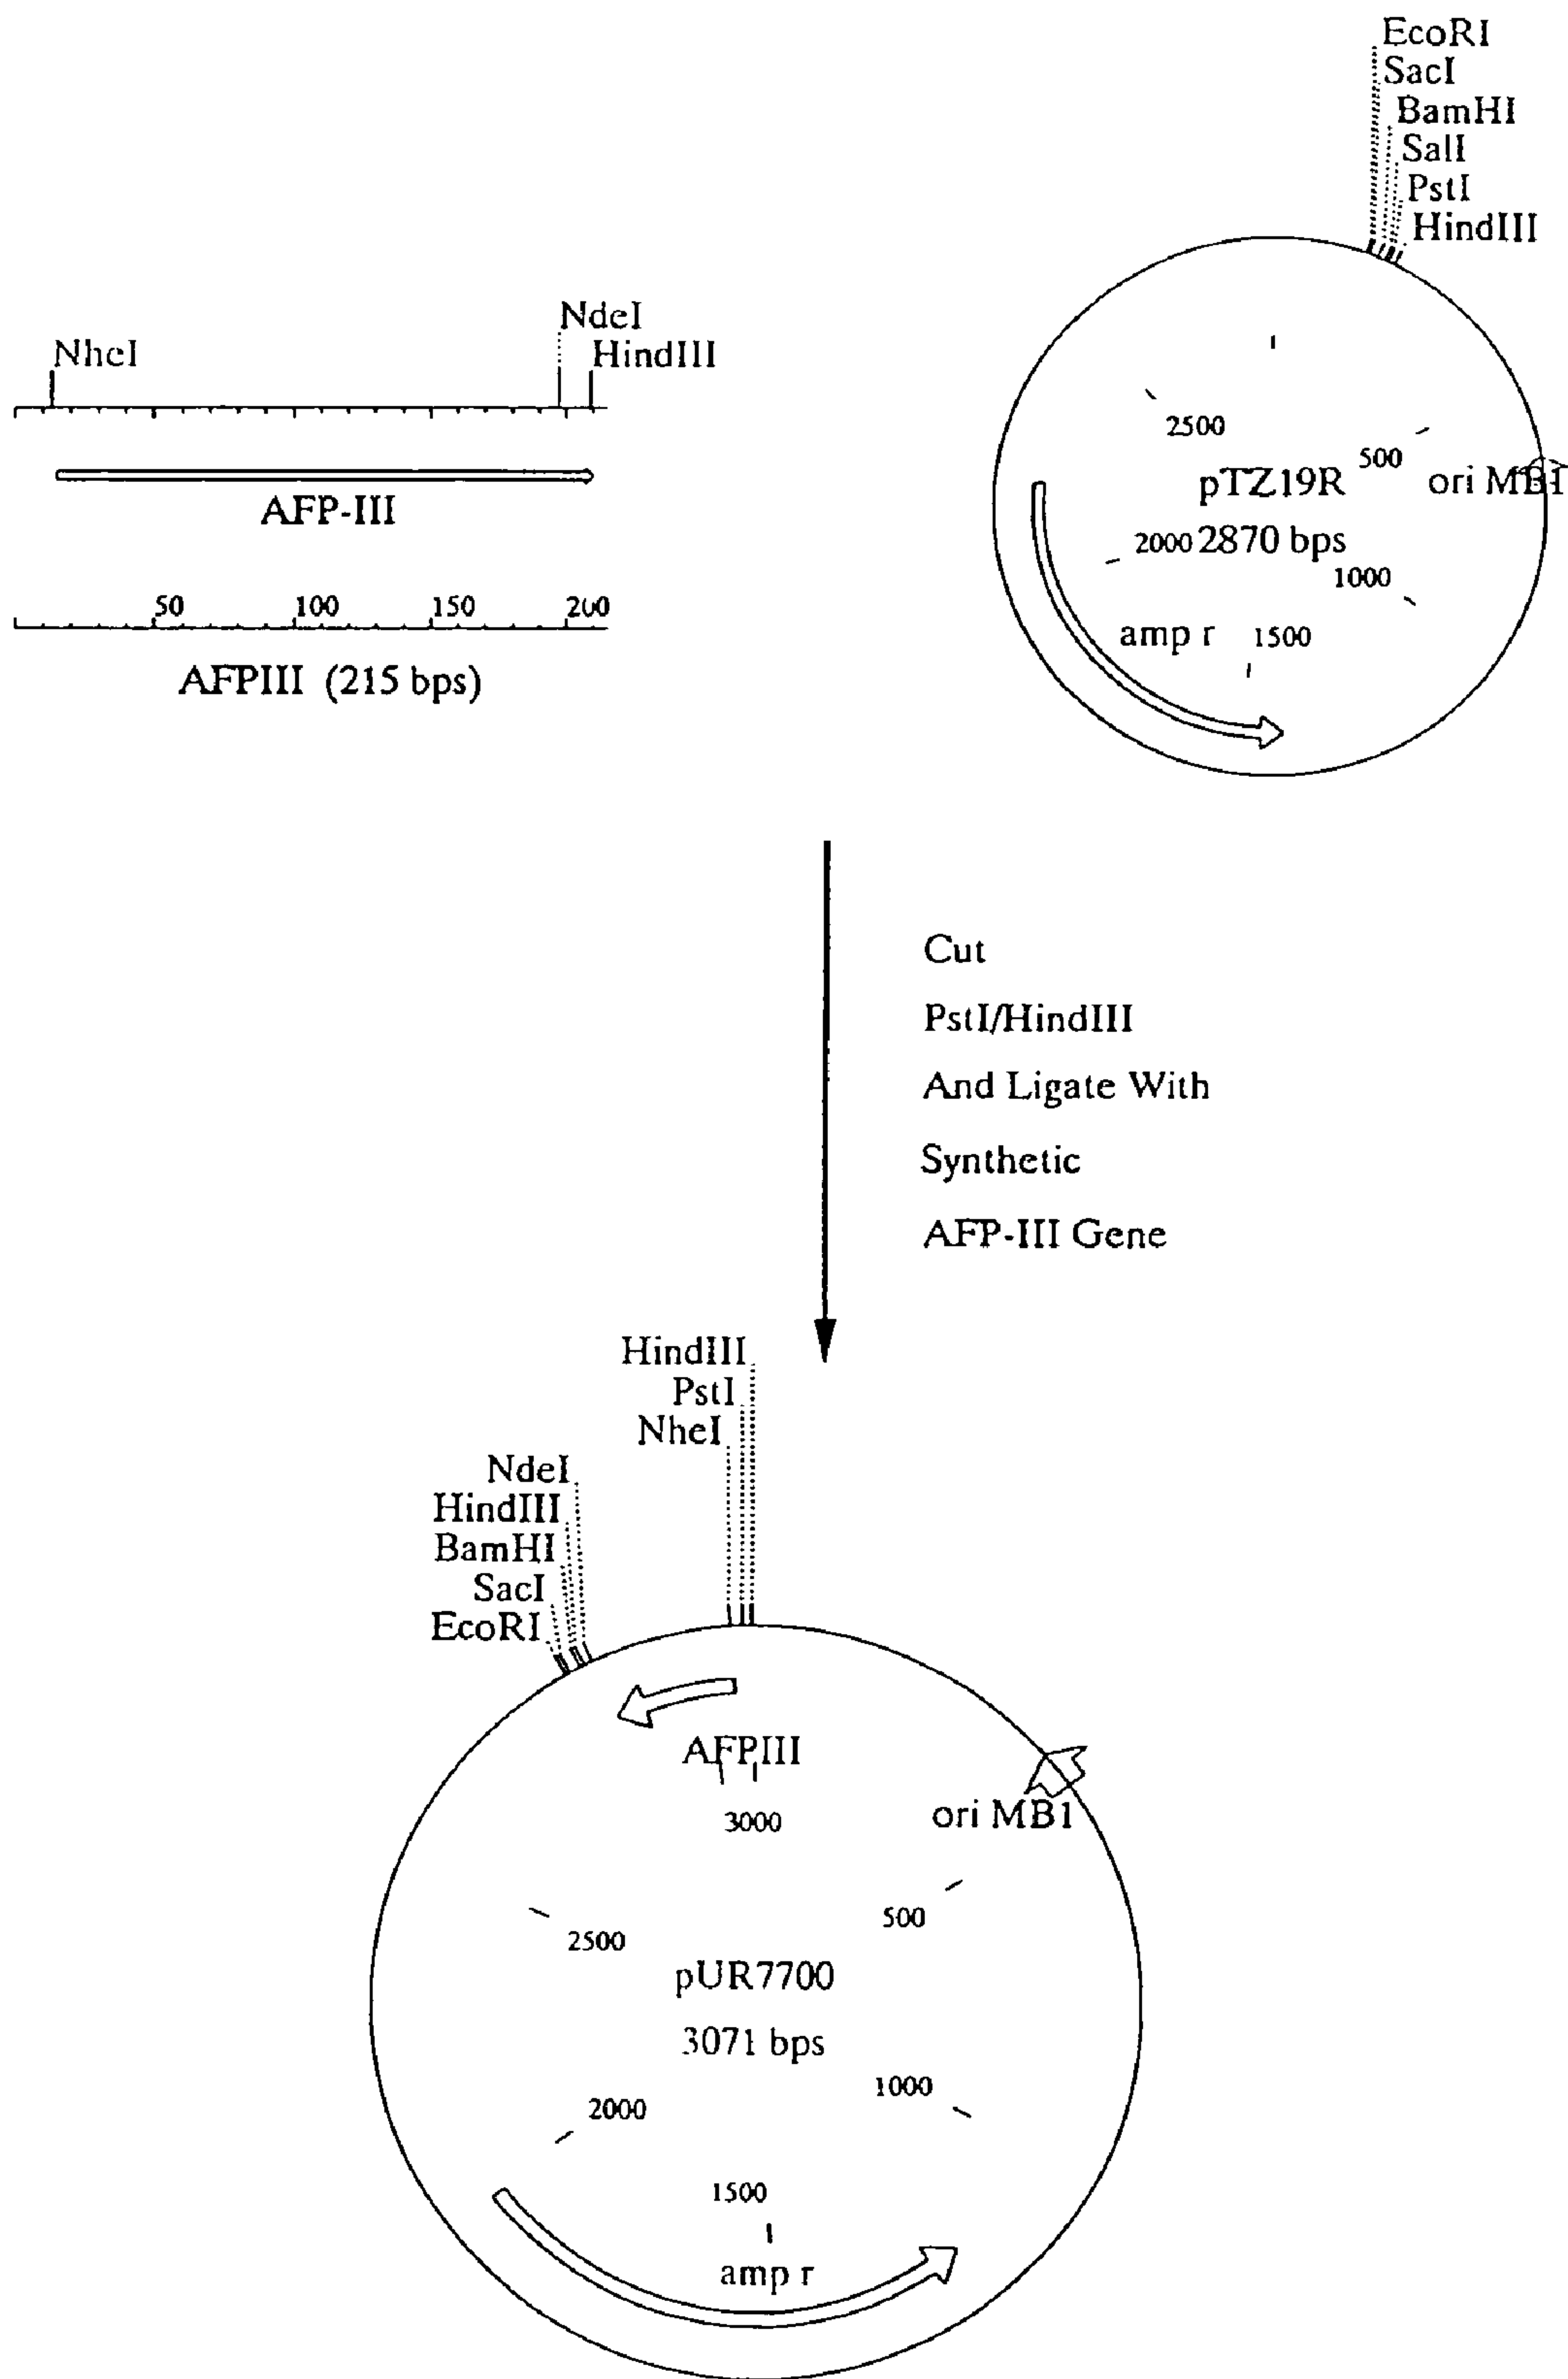 EcoRI
SacI
BamHI
SalI
PstI
HindIII
NheI
NdeI
HindIII
AFP-III
50 100 150 200
AFPIII (215 bps)
2500
500
pTZ19R
ori MB1
2000
2870 bps
1000
amp r
1500
Cut
PstI/HindIII
And Ligate With
Synthetic
AFP-III Gene
HindIII
PstI
NheI
NdeI
HindIII
BamHI
SacI
EcoRI
AFPIII
3000
ori MB1
500
2500
pUR7700
3071 bps
1000
2000
1500
amp r